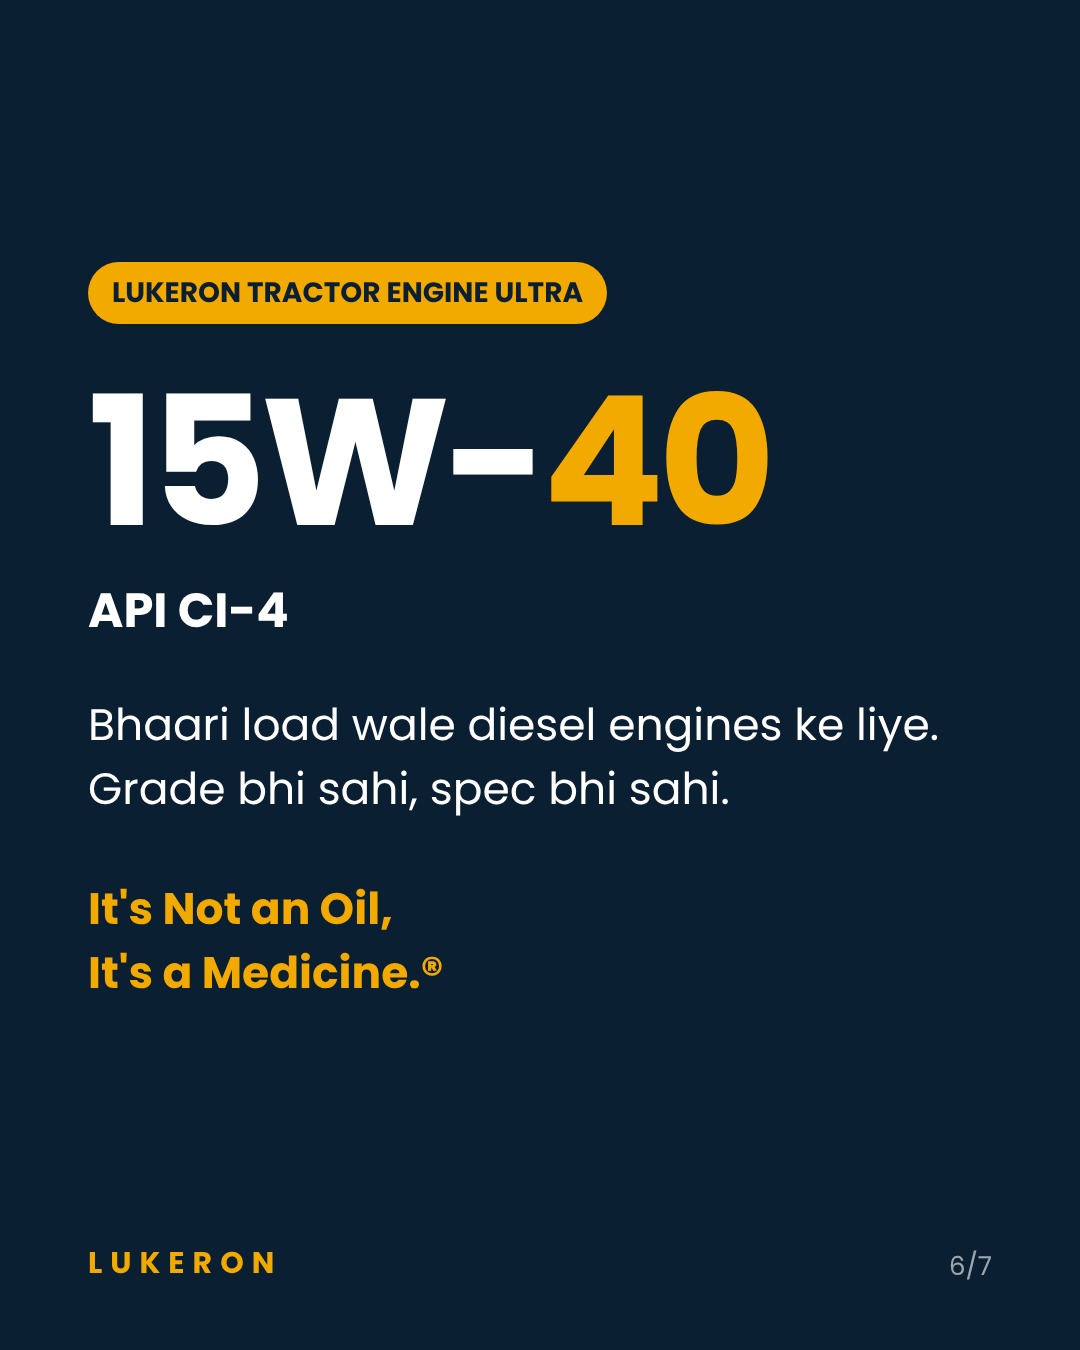 LUKERON TRACTOR ENGINE ULTRA
15W-40
API CI-4
Bhaari load wale diesel engines ke liye.
Grade bhi sahi, spec bhi sahi.
It's Not an Oil,
It's a Medicine.®
LUKERON
6/7